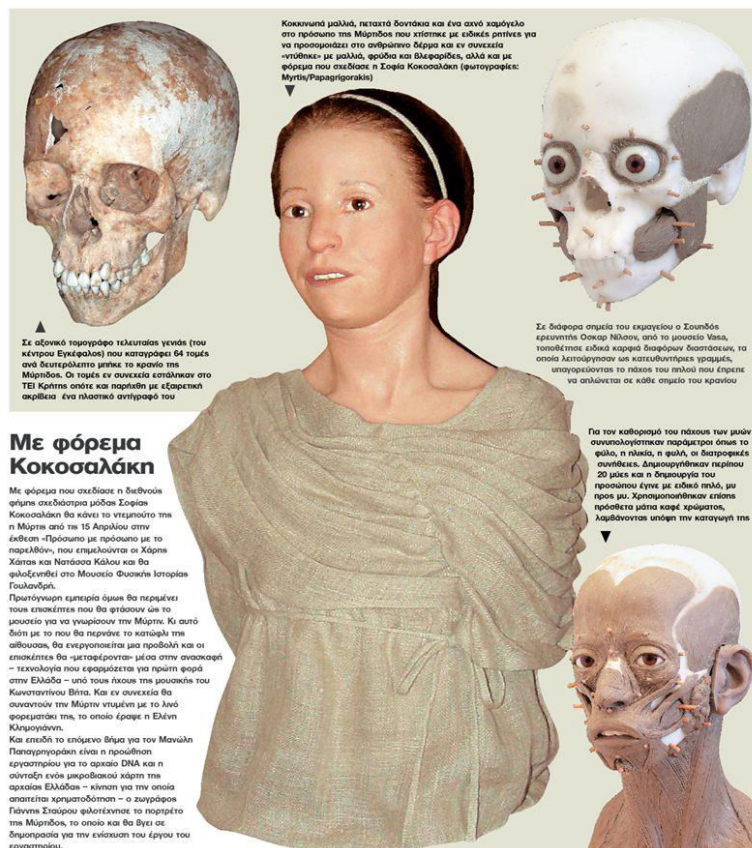 Κοκκινωπά μαλλιά, πεταχτά δοντάκια και ένα αχνό χαμόγελο
στο πρόσωπο της Μύρτιδος που χτίστηκε με ειδικές ρητίνες για
να προσομοιάζει στο ανθρώπινο δέρμα και εν συνεχεία
«ντύθηκε» με μαλλιά, φρύδια και βλεφαρίδες, αλλά και με
φόρεμα που σχεδίασε η Σοφία Κοκοσαλάκη (φωτογραφίες:
Myrtis/Papagrigorakis)
Σε αξονικό τομογράφο τελευταίας γενιάς (του
κέντρου Εγκέφαλος) που καταγράφει 64 τομές
ανά δευτερόλεπτο μπήκε το κρανίο της
Μύρτιδος. Οι τομές εν συνεχεία εστάλησαν στο
ΤΕΙ Κρήτης οπότε και παρήχθη με εξαιρετική
ακρίβεια ένα πλαστικό αντίγραφό του
Σε διάφορα σημεία του εκμαγείου ο Σουηδός
ερευνητής Οσκαρ Νίλσον, από το μουσείο Vasa,
τοποθέτησε ειδικά καρφιά διαφόρων διαστάσεων, τα
οποία λειτούργησαν ως κατευθυντήριες γραμμές,
υπαγορεύοντας το πάχος του πηλού που έπρεπε
να απλώνεται σε κάθε σημείο του κρανίου
Με φόρεμα
Κοκοσαλάκη
Με φόρεμα που σχεδίασε η διεθνούς
φήμης σχεδιάστρια μόδας Σοφίας
Κοκοσαλάκη θα κάνει το ντεμπούτο της
η Μύρτις από τις 15 Απριλίου στην
έκθεση «Πρόσωπο με πρόσωπο με το
παρελθόν», που επιμελούνται οι Χάρης
Χάιτας και Νατάσσα Κάλου και θα
φιλοξενηθεί στο Μουσείο Φυσικής Ιστορίας
Γουλανδρή.
Πρωτόγνωρη εμπειρία όμως θα περιμένει
τους επισκέπτες που θα φτάσουν ώς το
μουσείο για να γνωρίσουν την Μύρτιν. Κι αυτό
διότι με το που θα περνάνε το κατώφλι της
αίθουσας, θα ενεργοποιείται μια προβολή και οι
επισκέπτες θα «μεταφέρονται» μέσα στην ανασκαφή
– τεχνολογία που εφαρμόζεται για πρώτη φορά
στην Ελλάδα – υπό τους ήχους της μουσικής του
Κωνσταντίνου Βήτα. Και εν συνεχεία θα
συναντούν την Μύρτιν ντυμένη με το λινό
φορεματάκι της, το οποίο έραψε η Ελένη
Κλημογιάννη.
Και επειδή το επόμενο βήμα για τον Μανώλη
Παπαγρηγοράκη είναι η προώθηση
εργαστηρίου για το αρχαίο DNA και η
σύνταξη ενός μικροβιακού χάρτη της
αρχαίας Ελλάδας – κίνηση για την οποία
απαιτείται χρηματοδότηση – ο ζωγράφος
Γιάννης Σταύρου φιλοτέχνησε το πορτρέτο
της Μύρτιδος, το οποίο και θα βγει σε
δημοπρασία για την ενίσχυση του έργου του
εργαστηρίου.
Για τον καθορισμό του πάχους των μυών
συνυπολογίστηκαν παράμετροι όπως το
φύλο, η ηλικία, η φυλή, οι διατροφικές
συνήθειες. Δημιουργήθηκαν περίπου
20 μύες και η δημιουργία του
προσώπου έγινε με ειδικό πηλό, μυ
προς μυ. Χρησιμοποιήθηκαν επίσης
πρόσθετα μάτια καφέ χρώματος,
λαμβάνοντας υπόψη την καταγωγή της